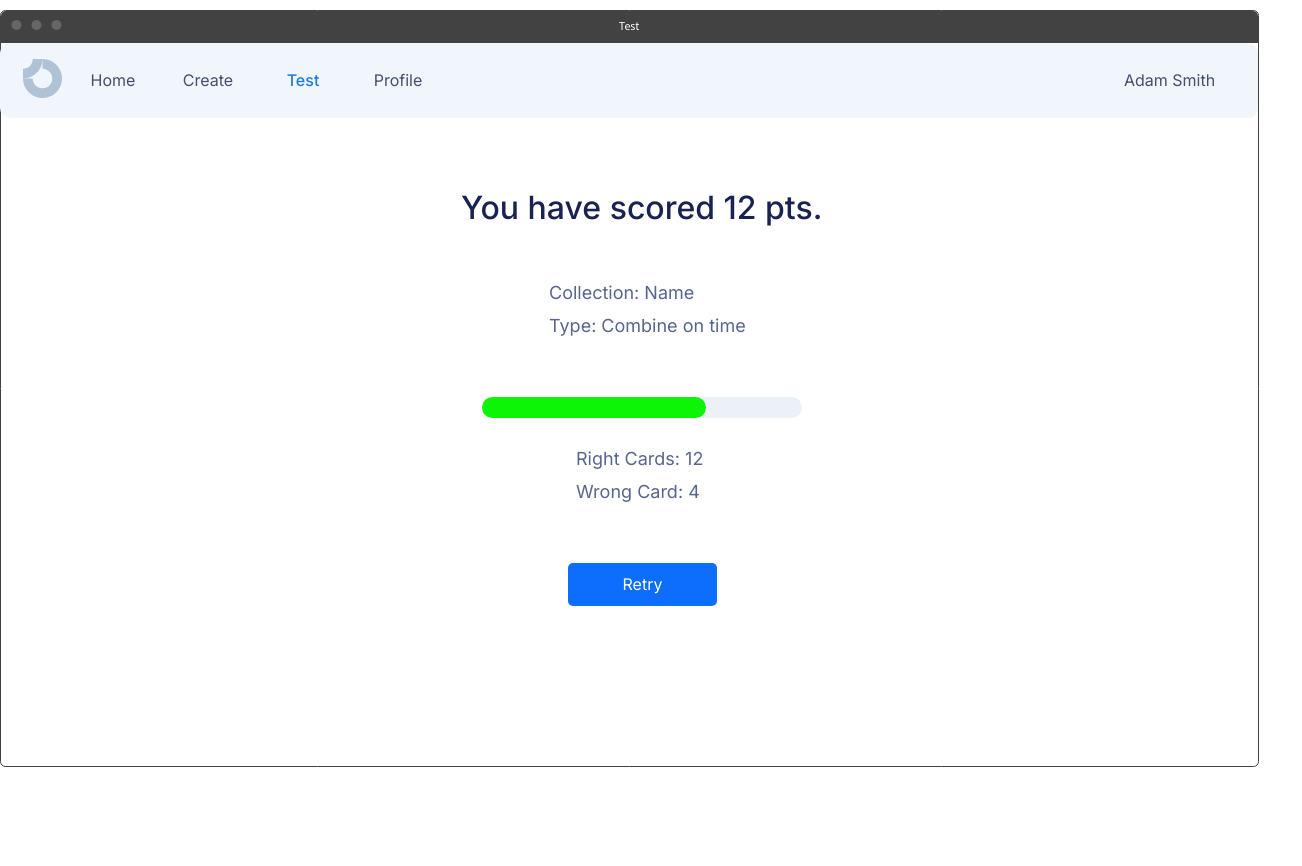 Test
Home Create Test Profile Adam Smith
You have scored 12 pts.
Collection: Name
Type: Combine on time
Right Cards: 12
Wrong Card: 4
Retry